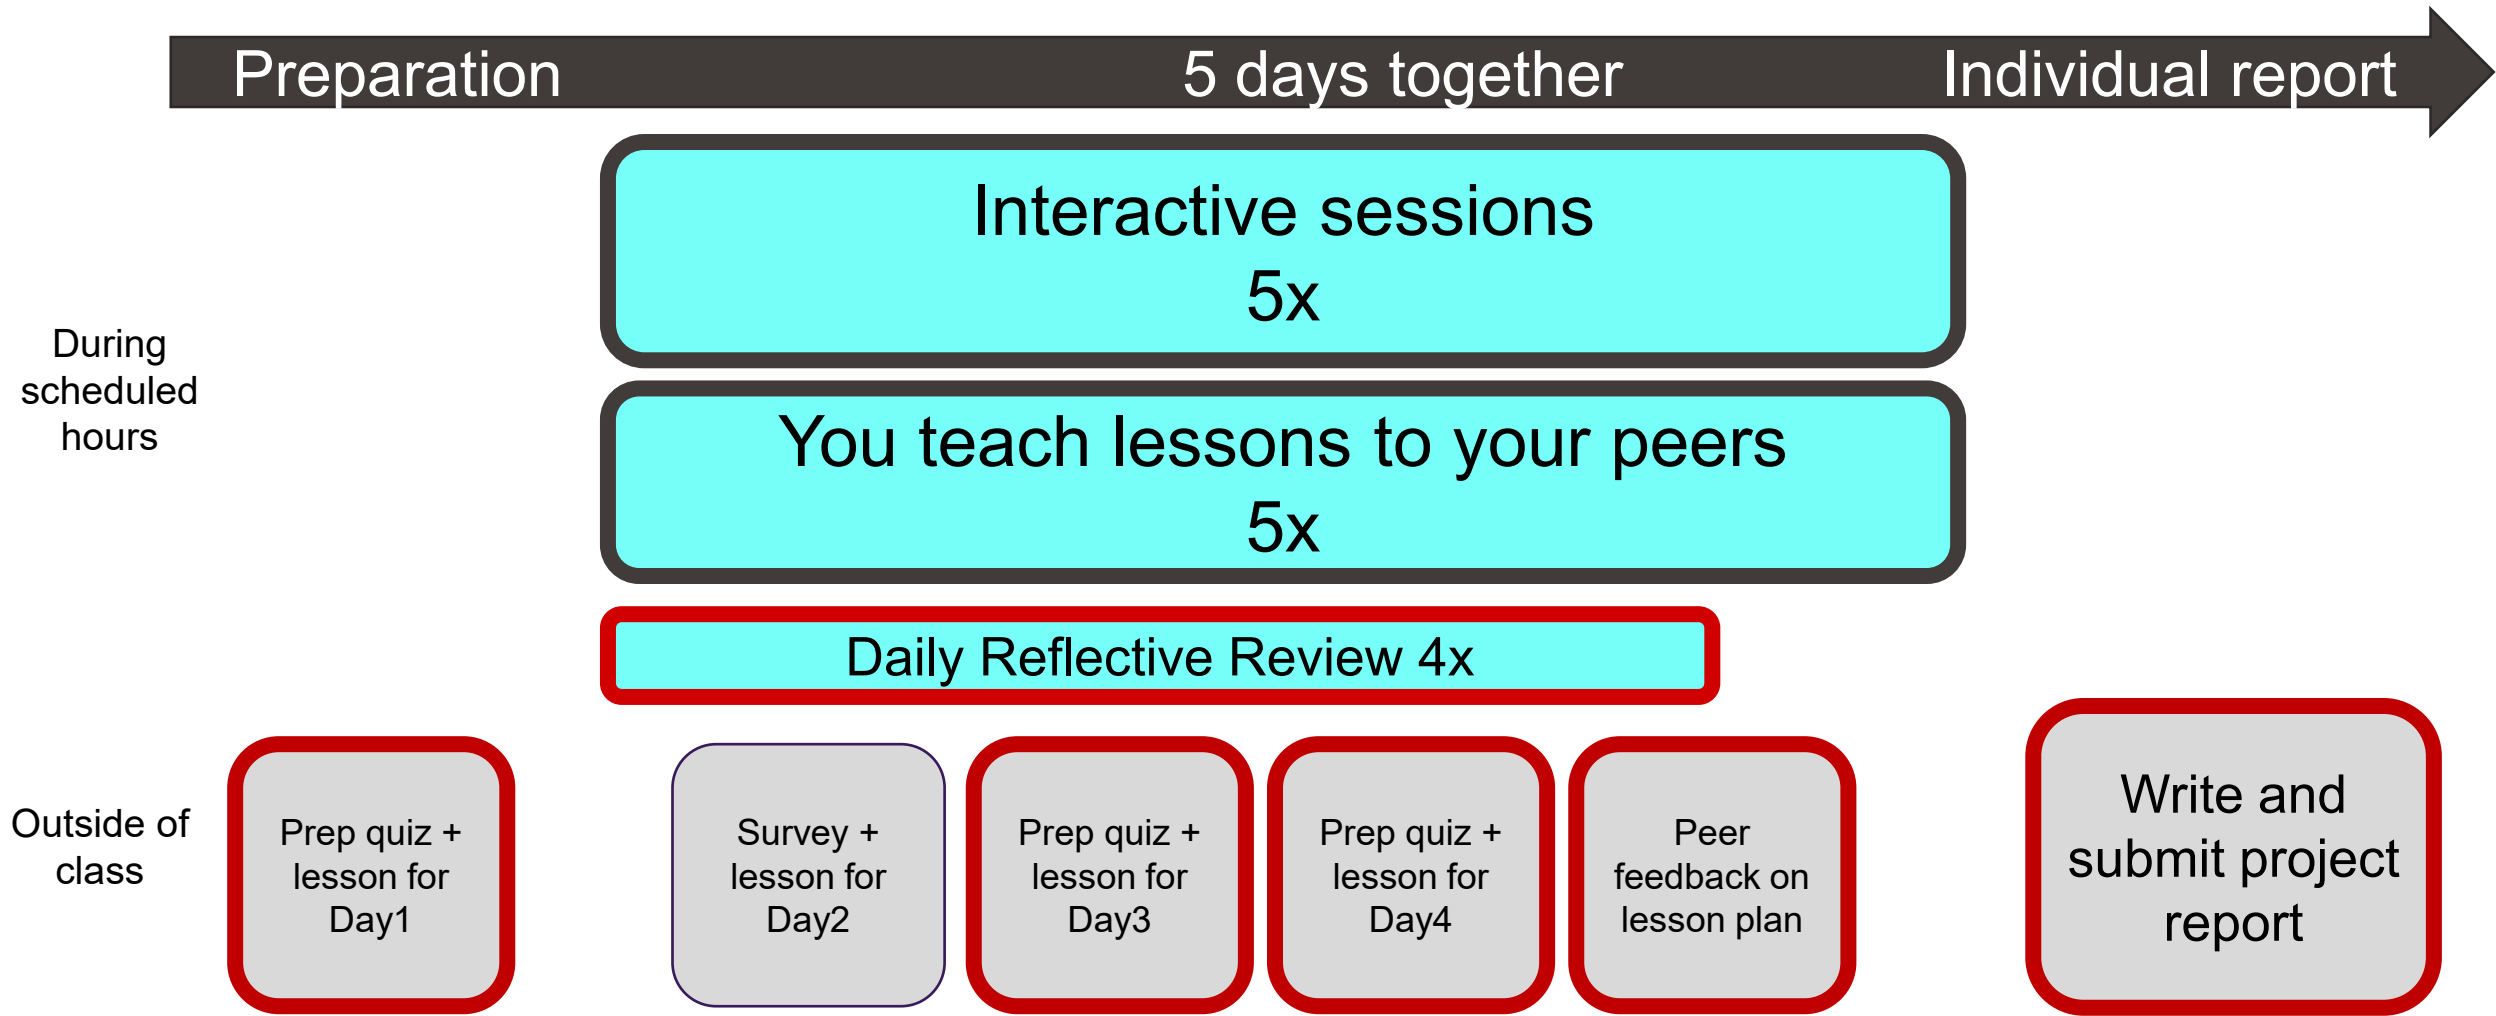 Preparation
5 days together
Individual report
Interactive sessions
5x
During
scheduled
hours
You teach lessons to your peers
5x
Daily Reflective Review 4x
Outside of
class
Prep quiz +
lesson for
Day1
Survey +
lesson for
Day2
Prep quiz +
lesson for
Day3
Prep quiz +
lesson for
Day4
Peer
feedback on
lesson plan
Write and
submit project
report